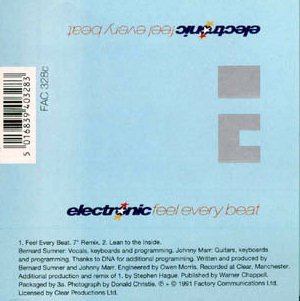 electronic feel every beat
5 016839 403283
FAC 328c
electronic feel every beat
1. Feel Every Beat. 7" Remix. 2. Lean to the Inside.
Bernard Sumner: Vocals, keyboards and programming. Johnny Marr: Guitars, keyboards
and programming. Thanks to DNA for additional programming. Written and produced by
Bernard Sumner and Johnny Marr. Engineered by Owen Morris. Recorded at Clear, Manchester.
Additional production and remix of 1. by Stephen Hague. Published by Warner Chappell.
Packaged by 3a. Photograph by Donald Christie. ℗ + © 1991 Factory Communications Ltd.
Licenced by Clear Productions Ltd.